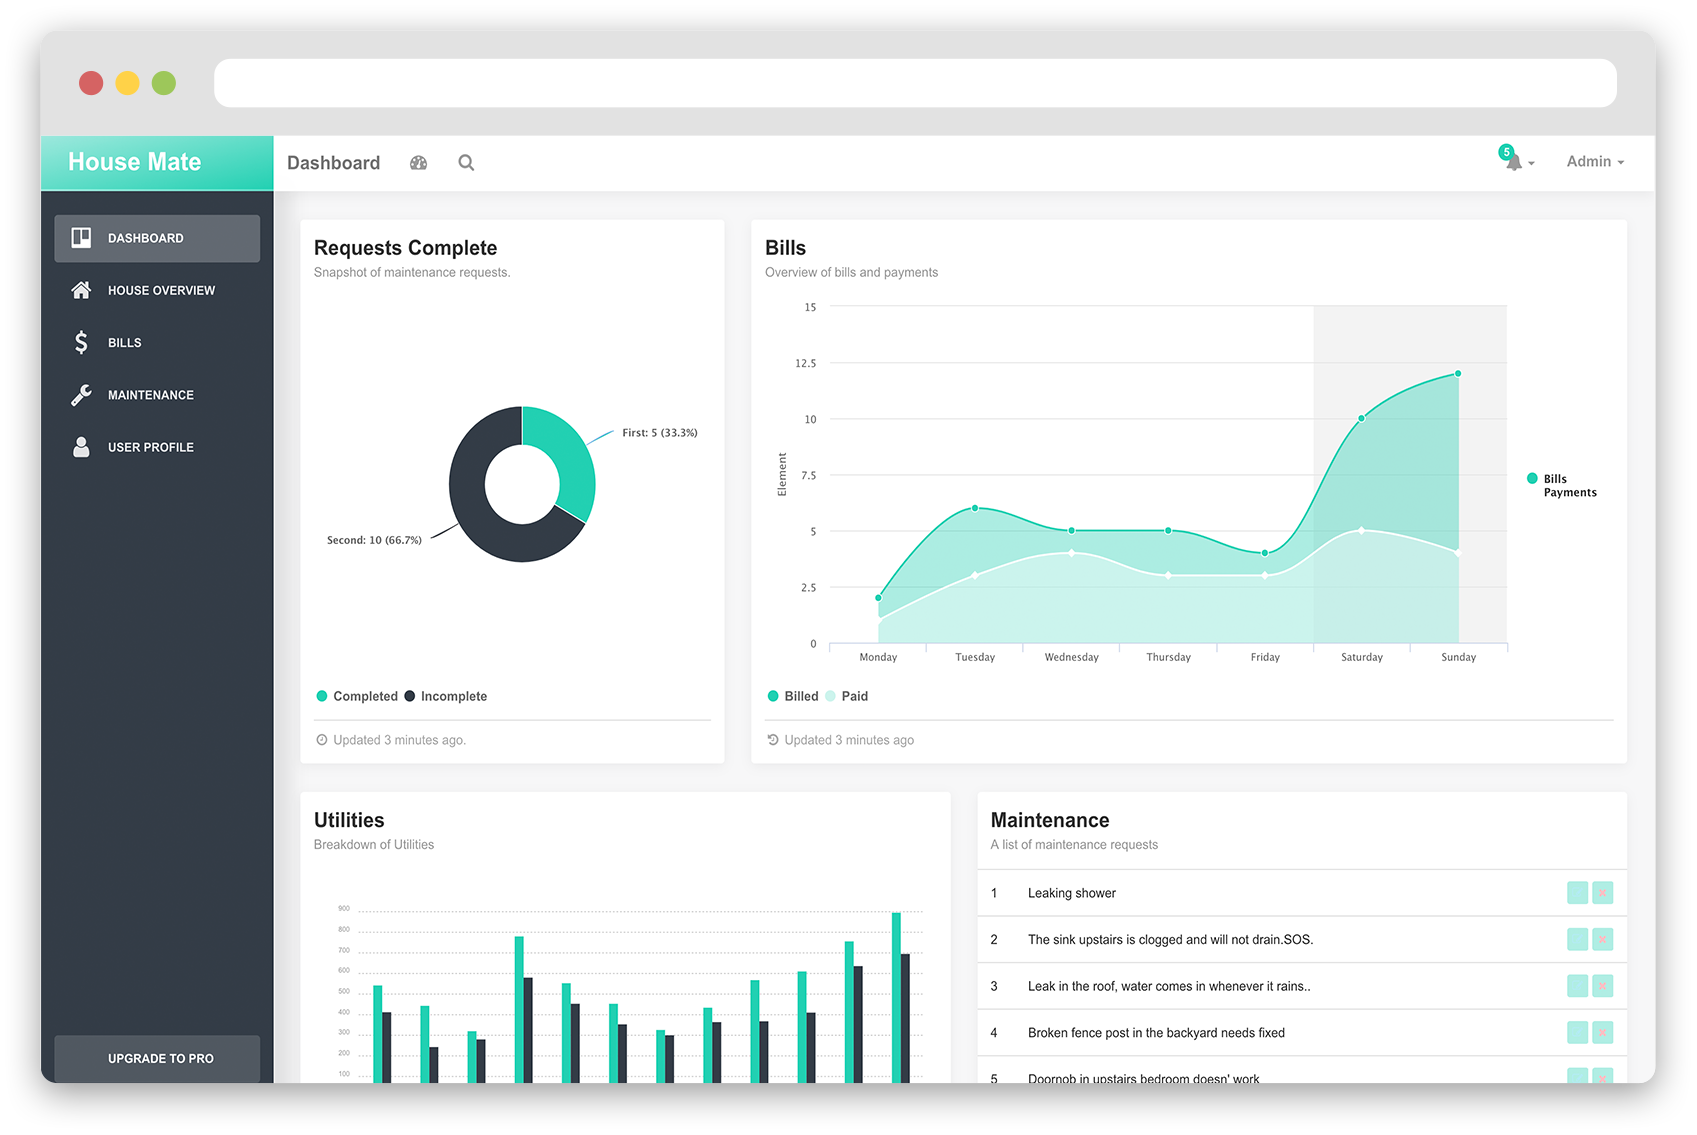 House Mate
Dashboard
5
Admin
DASHBOARD
HOUSE OVERVIEW
BILLS
MAINTENANCE
USER PROFILE
UPGRADE TO PRO
Requests Complete
Snapshot of maintenance requests.
First: 5 (33.3%)
Second: 10 (66.7%)
Completed Incomplete
Updated 3 minutes ago.
Bills
Overview of bills and payments
15
12.5
10
7.5
5
2.5
0
Element
Monday Tuesday Wednesday Thursday Friday Saturday Sunday
Bills
Payments
Billed Paid
Updated 3 minutes ago
Utilities
Breakdown of Utilities
900
800
700
600
500
400
300
200
100
Maintenance
A list of maintenance requests
1 Leaking shower
2 The sink upstairs is clogged and will not drain.SOS.
3 Leak in the roof, water comes in whenever it rains..
4 Broken fence post in the backyard needs fixed
5 Doornob in upstairs bedroom doesn' work